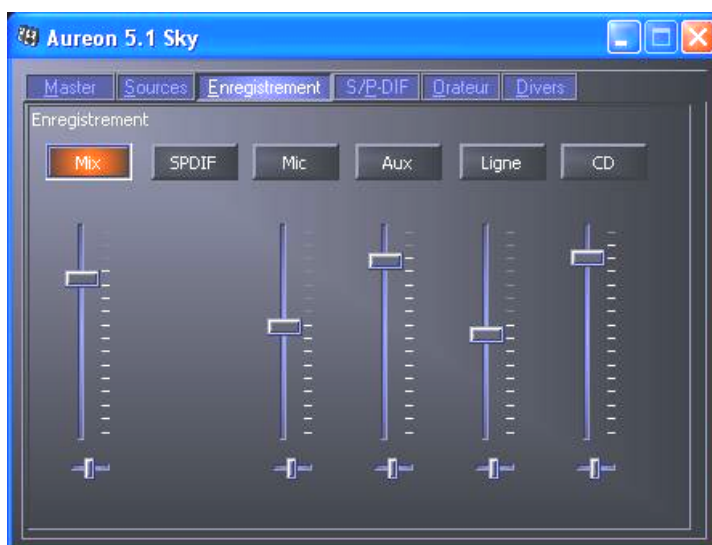 Aureon 5.1 Sky
Master Sources Enregistrement S/P-DIF Orateur Divers
Enregistrement
Mix SPDIF Mic Aux Ligne CD